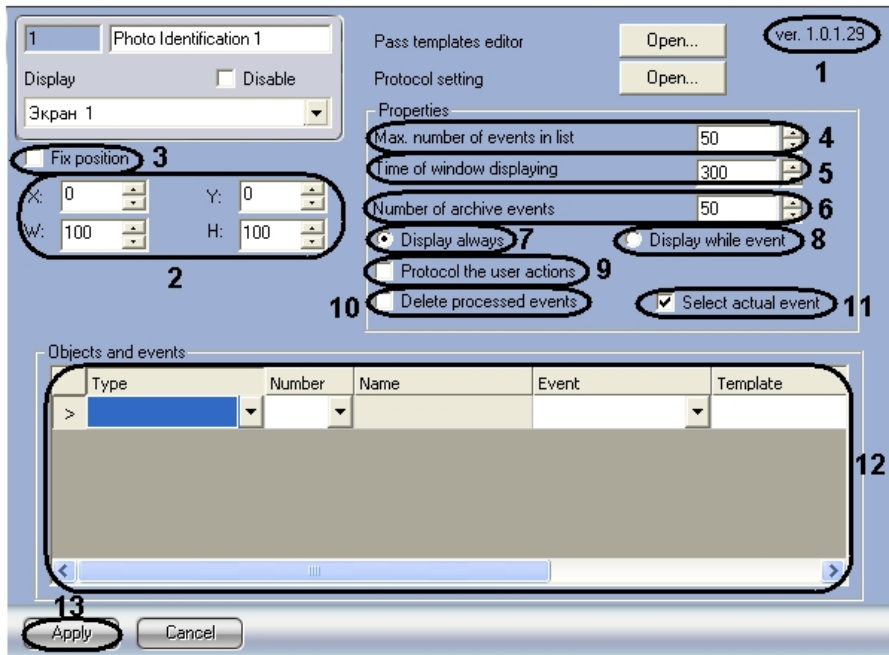 1
Photo Identification 1
Display
Disable
Экран 1
Pass templates editor
Open...
Protocol setting
Open...
ver. 1.0.1.29
1
Fix position
3
X: 0
Y: 0
W: 100
H: 100
2
Properties
Max. number of events in list
50
4
Time of window displaying
300
5
Number of archive events
50
6
Display always
7
Display while event
8
Protocol the user actions
9
10
Delete processed events
Select actual event
11
Objects and events
Type
Number
Name
Event
Template
>
12
13
Apply
Cancel